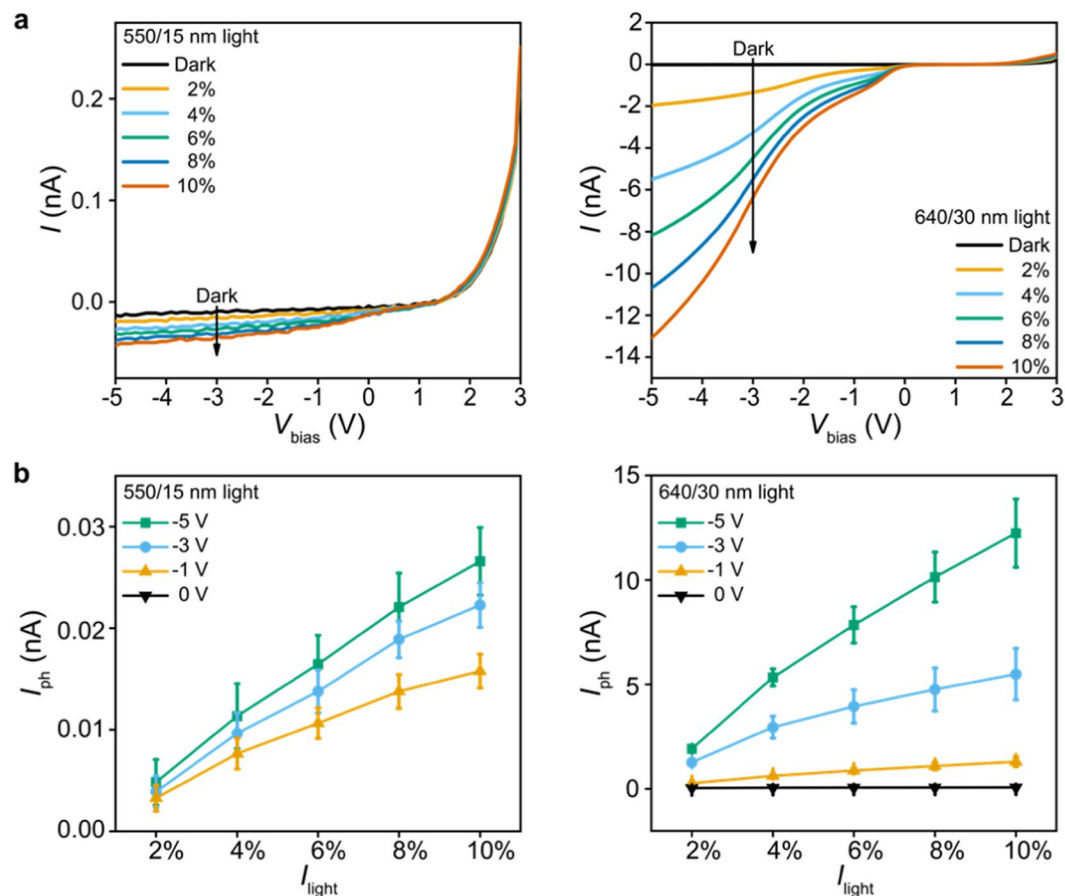 a
550/15 nm light
Dark
2%
4%
6%
8%
10%
Dark
0.2
0.1
0.0
I (nA)
-5 -4 -3 -2 -1 0 1 2 3
Vbias (V)
2
0
-2
-4
-6
-8
-10
-12
-14
I (nA)
Dark
640/30 nm light
Dark
2%
4%
6%
8%
10%
-5 -4 -3 -2 -1 0 1 2 3
Vbias (V)
b
550/15 nm light
-5 V
-3 V
-1 V
0 V
0.03
0.02
0.01
0.00
Iph (nA)
2% 4% 6% 8% 10%
Ilight
640/30 nm light
-5 V
-3 V
-1 V
0 V
15
10
5
0
Iph (nA)
2% 4% 6% 8% 10%
Ilight